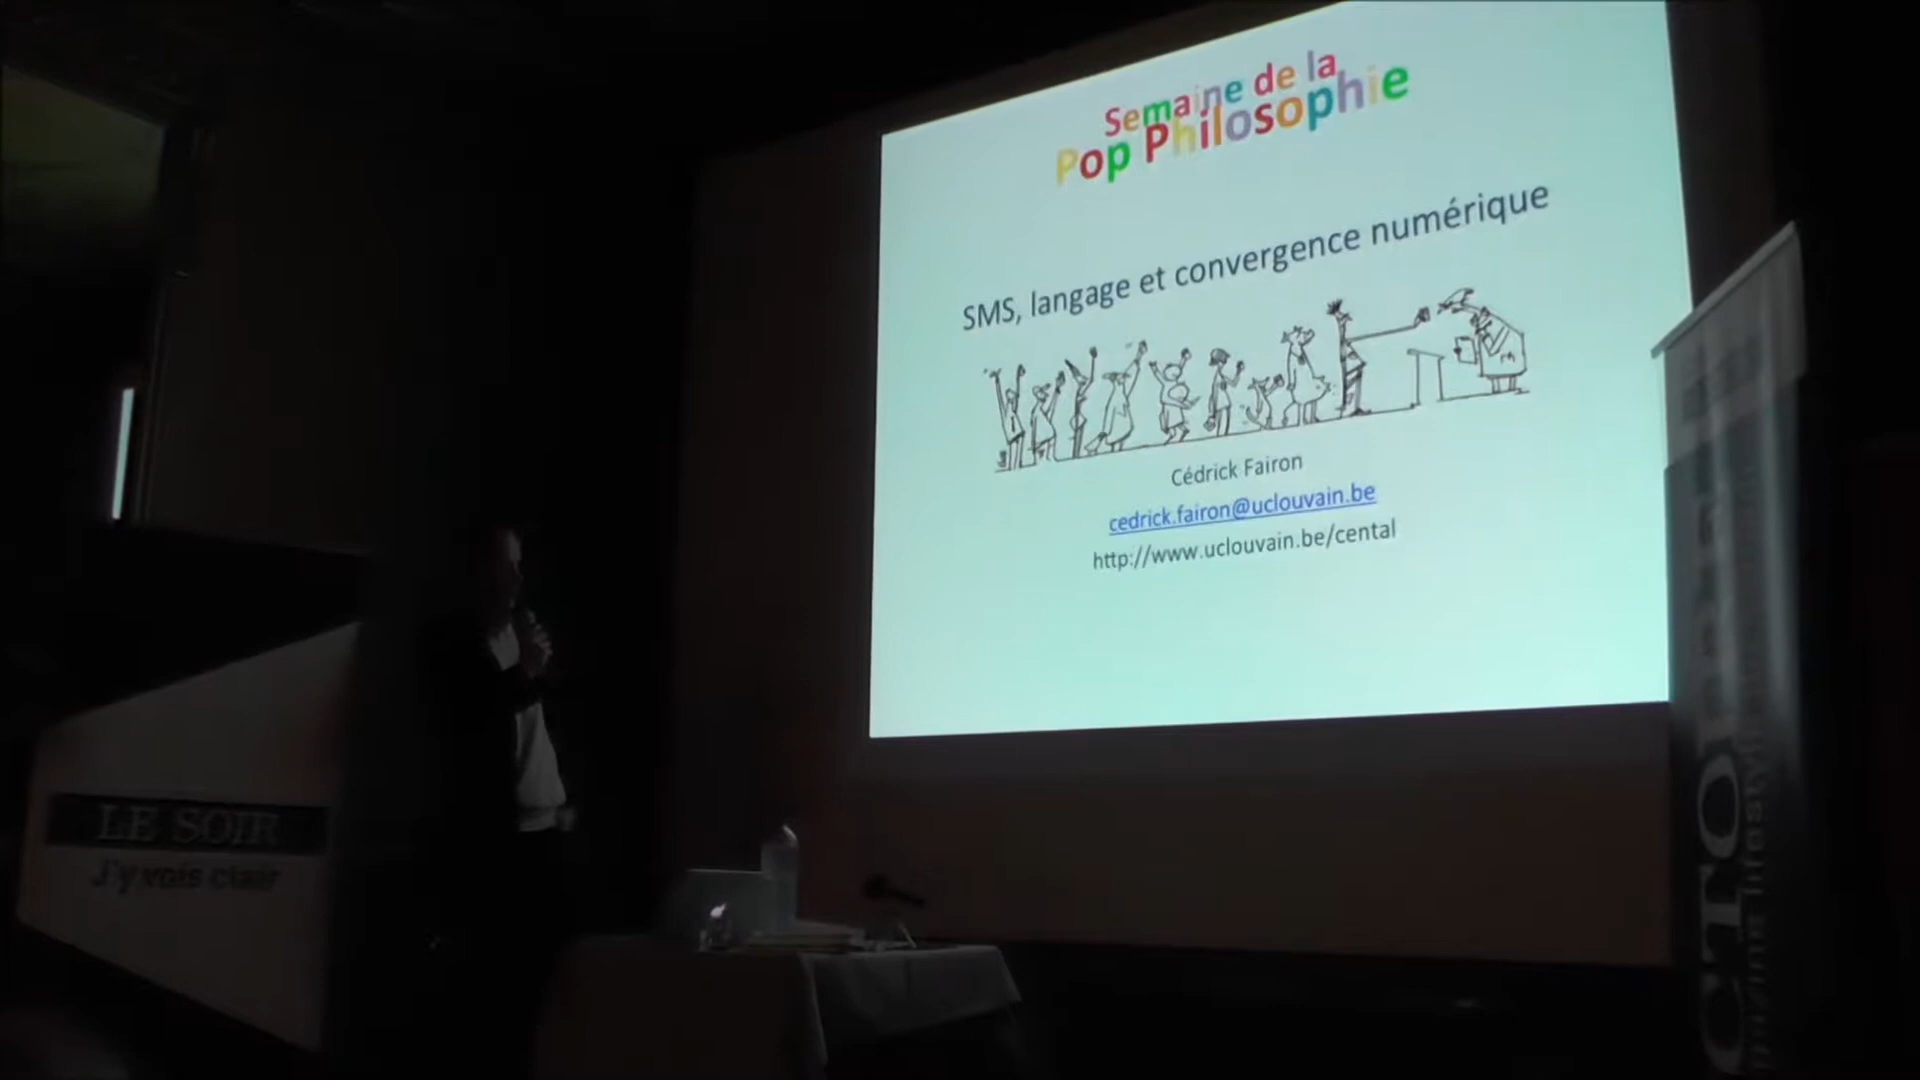 Semaine de la
Pop Philosophie
SMS, langage et convergence numérique
Cédrick Fairon
cedrick.fairon@uclouvain.be
http://www.uclouvain.be/cental
LE SOIR
J'y vois clair